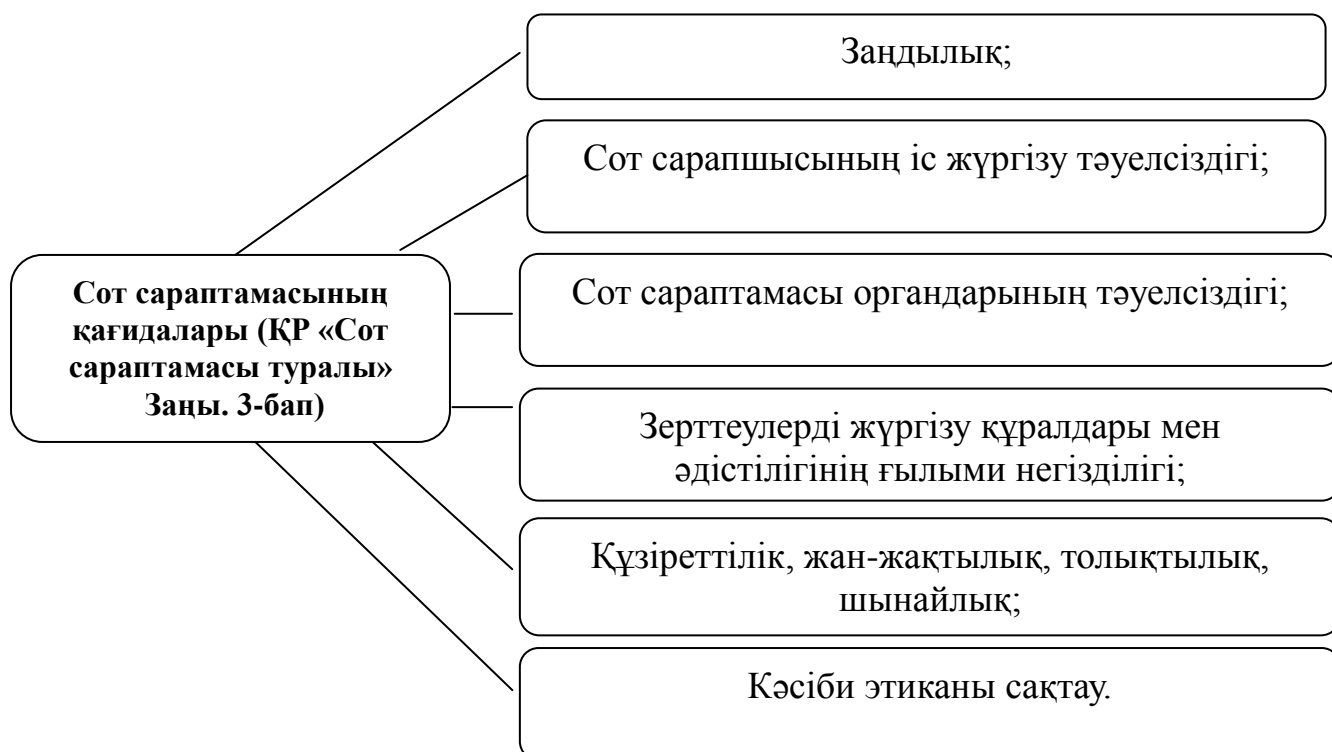 Заңдылық;
Сот сарапшысының іс жүргізу тәуелсіздігі;
Сот сараптамасының
қағидалары (ҚР «Сот
сараптамасы туралы»
Заңы. 3-бап)
Сот сараптамасы органдарының тәуелсіздігі;
Зерттеулерді жүргізу құралдары мен
әдістілігінің ғылыми негізділігі;
Құзіреттілік, жан-жақтылық, толықтылық,
шынайлық;
Кәсіби этиканы сақтау.